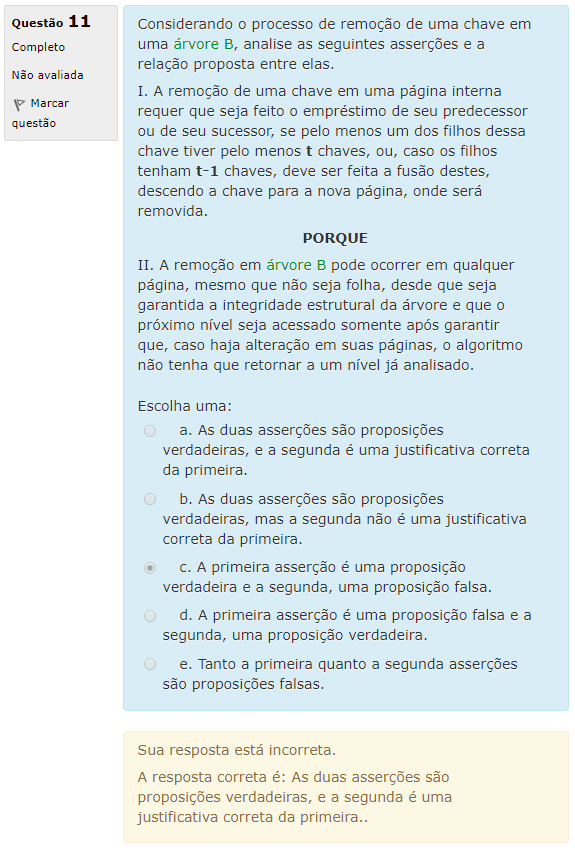 Questão 11
Completo
Não avaliada
Marcar
questão
Considerando o processo de remoção de uma chave em
uma árvore B, analise as seguintes asserções e a
relação proposta entre elas.
I. A remoção de uma chave em uma página interna
requer que seja feito o empréstimo de seu predecessor
ou de seu sucessor, se pelo menos um dos filhos dessa
chave tiver pelo menos t chaves, ou, caso os filhos
tenham t-1 chaves, deve ser feita a fusão destes,
descendo a chave para a nova página, onde será
removida.
PORQUE
II. A remoção em árvore B pode ocorrer em qualquer
página, mesmo que não seja folha, desde que seja
garantida a integridade estrutural da árvore e que o
próximo nível seja acessado somente após garantir
que, caso haja alteração em suas páginas, o algoritmo
não tenha que retornar a um nível já analisado.
Escolha uma:
a. As duas asserções são proposições
verdadeiras, e a segunda é uma justificativa correta
da primeira.
b. As duas asserções são proposições
verdadeiras, mas a segunda não é uma justificativa
correta da primeira.
c. A primeira asserção é uma proposição
verdadeira e a segunda, uma proposição falsa.
d. A primeira asserção é uma proposição falsa e a
segunda, uma proposição verdadeira.
e. Tanto a primeira quanto a segunda asserções
são proposições falsas.
Sua resposta está incorreta.
A resposta correta é: As duas asserções são
proposições verdadeiras, e a segunda é uma
justificativa correta da primeira..